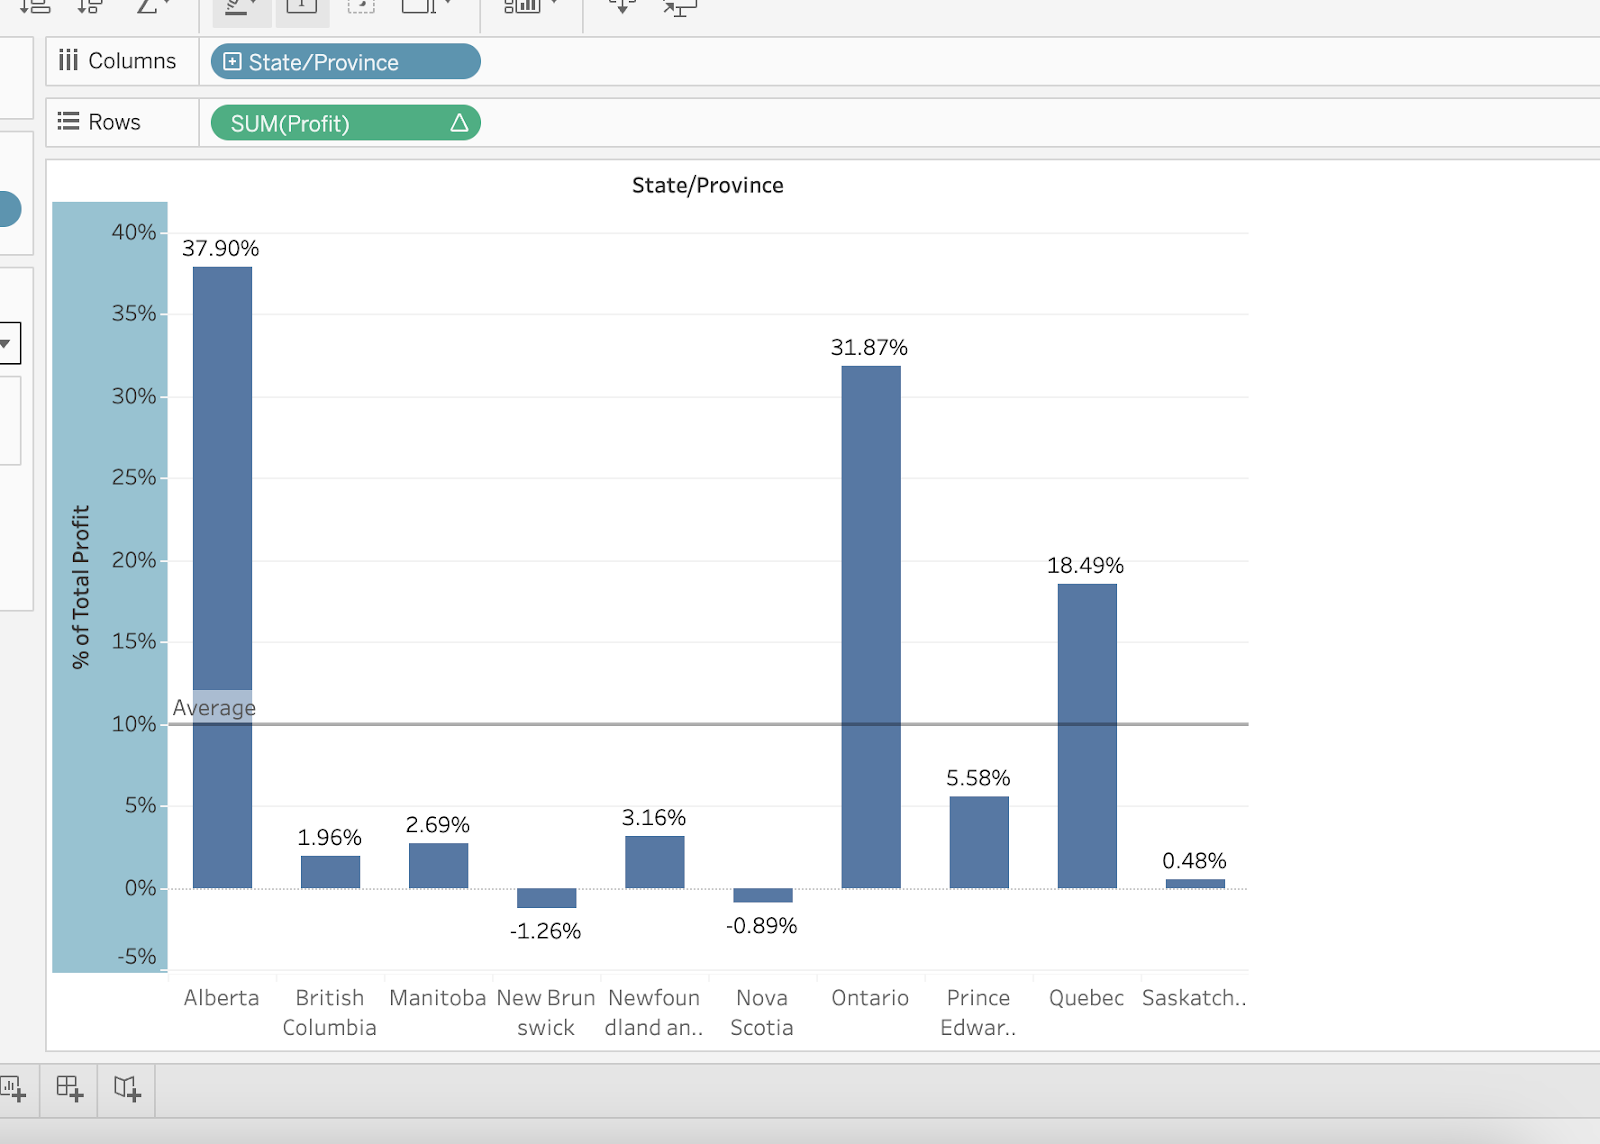 Columns
State/Province
Rows
SUM(Profit)
State/Province
% of Total Profit
40%
35%
30%
25%
20%
15%
10%
5%
0%
-5%
37.90%
1.96%
2.69%
-1.26%
3.16%
-0.89%
31.87%
5.58%
18.49%
0.48%
Average
Alberta
British
Columbia
Manitoba
New Brun
swick
Newfoun
dland an..
Nova
Scotia
Ontario
Prince
Edwar..
Quebec
Saskatch..